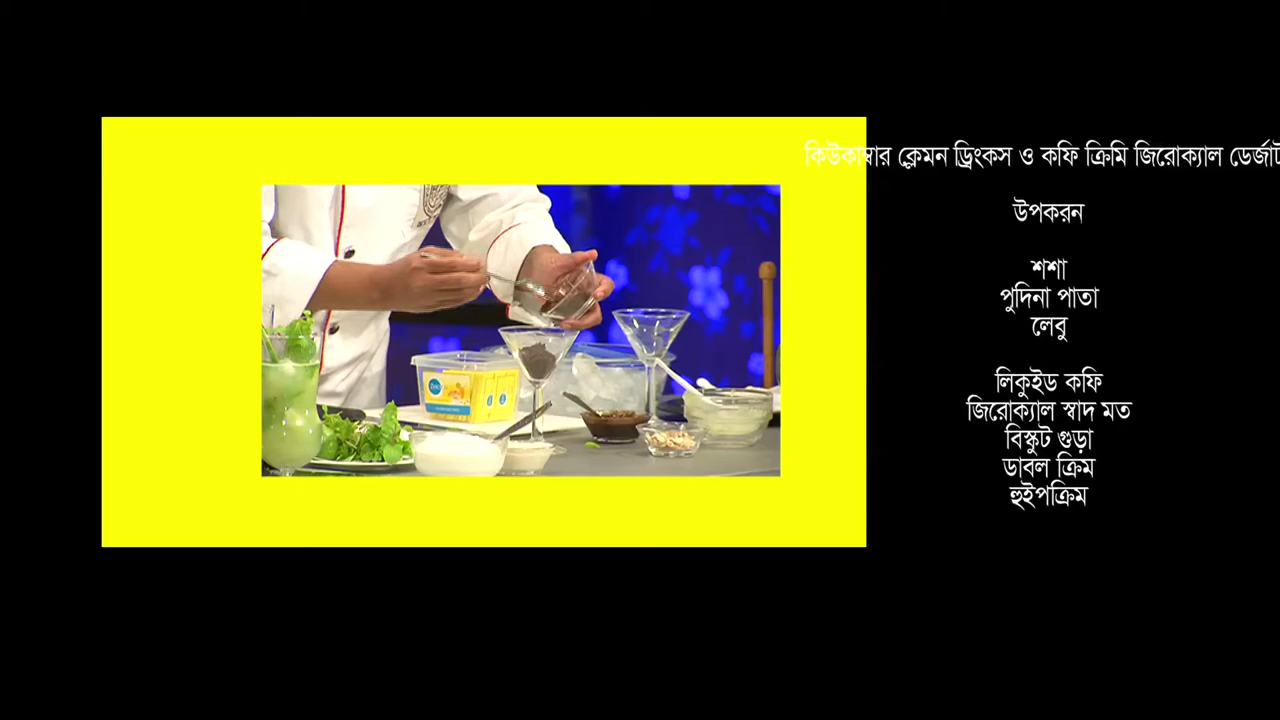 কিউকাম্বার ক্লেমন ড্রিংকস ও কফি ক্রিমি জিরোক্যাল ডের্জাট
উপকরন
শশা
পুদিনা পাতা
লেবু
লিকুইড কফি
জিরোক্যাল স্বাদ মত
বিস্কুট গুড়া
ডাবল ক্রিম
হুইপক্রিম